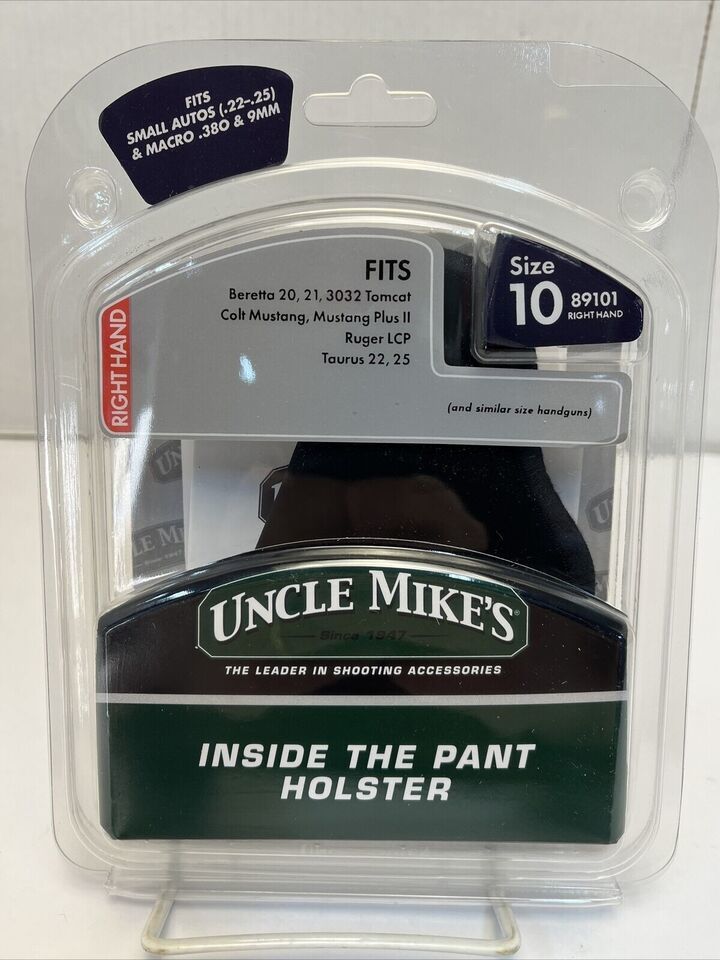 FITS
SMALL AUTOS (.22-.25)
& MACRO .380 & 9MM
FITS
Beretta 20, 21, 3032 Tomcat
Colt Mustang, Mustang Plus II
Ruger LCP
Taurus 22, 25
(and similar size handguns)
Size
10 89101
RIGHT HAND
RIGHT HAND
UNCLE MIKE'S®
Since 1947
THE LEADER IN SHOOTING ACCESSORIES
INSIDE THE PANT
HOLSTER